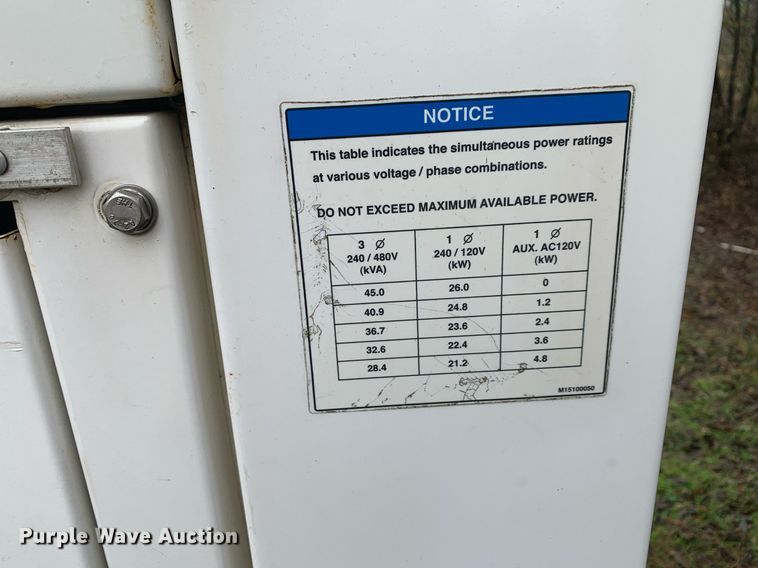 NOTICE
This table indicates the simultaneous power ratings
at various voltage / phase combinations.
DO NOT EXCEED MAXIMUM AVAILABLE POWER.
3 Ø 1 Ø 1 Ø
240 / 480V 240 / 120V AUX. AC120V
(kVA) (kW) (kW)
45.0 26.0 0
40.9 24.8 1.2
36.7 23.6 2.4
32.6 22.4 3.6
28.4 21.2 4.8
M15100050
Purple Wave Auction